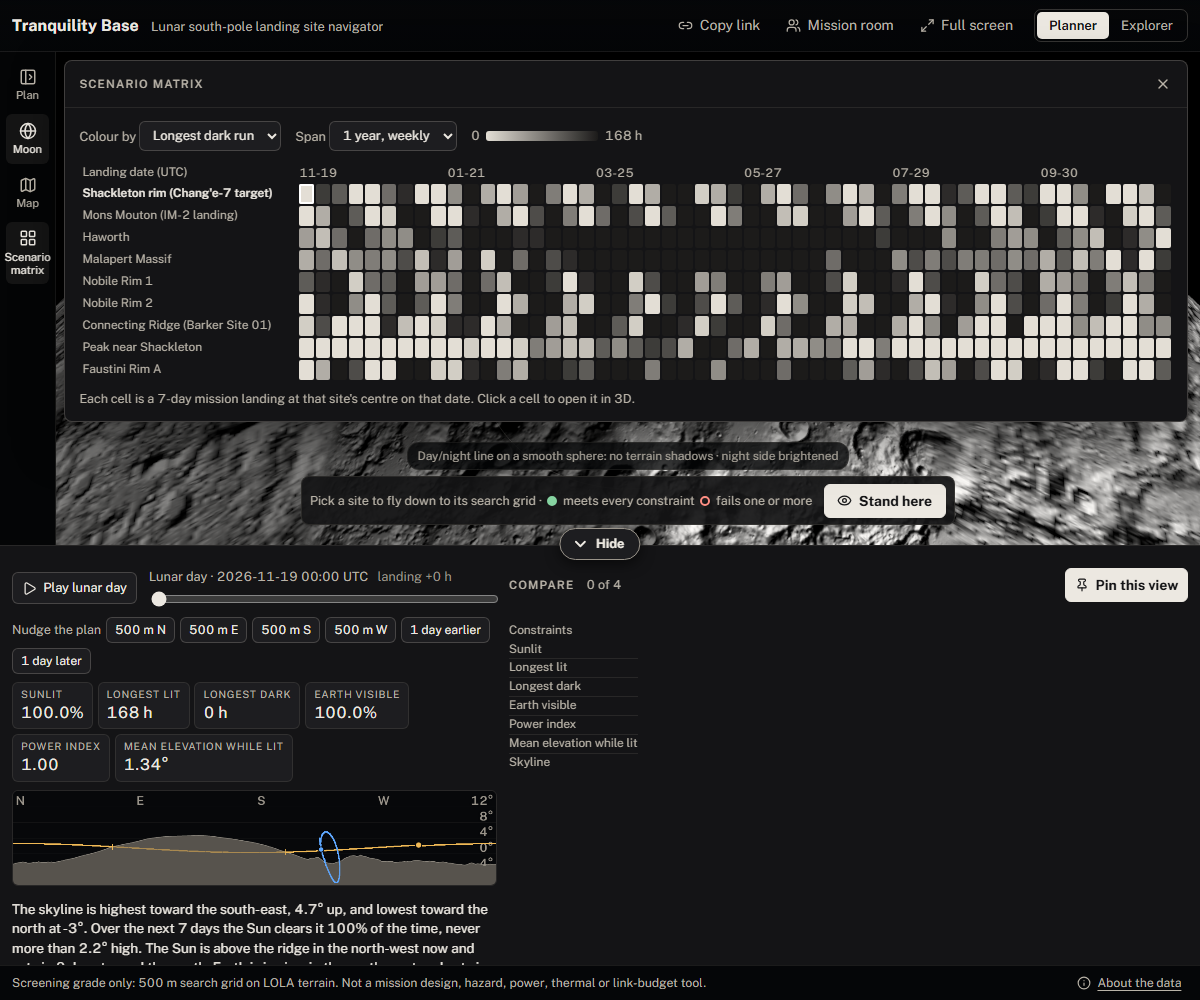 Tranquility Base Lunar south-pole landing site navigator Copy link Mission room Full screen Planner Explorer
Plan
Moon
Map
Scenario matrix
SCENARIO MATRIX
Colour by Longest dark run Span 1 year, weekly 0 168 h
Landing date (UTC) 11-19 01-21 03-25 05-27 07-29 09-30
Shackleton rim (Chang'e-7 target)
Mons Mouton (IM-2 landing)
Haworth
Malapert Massif
Nobile Rim 1
Nobile Rim 2
Connecting Ridge (Barker Site 01)
Peak near Shackleton
Faustini Rim A
Each cell is a 7-day mission landing at that site's centre on that date. Click a cell to open it in 3D.
Day/night line on a smooth sphere: no terrain shadows · night side brightened
Pick a site to fly down to its search grid · meets every constraint fails one or more Stand here
Hide
Play lunar day Lunar day · 2026-11-19 00:00 UTC landing +0 h
Nudge the plan 500 m N 500 m E 500 m S 500 m W 1 day earlier
1 day later
SUNLIT LONGEST LIT LONGEST DARK EARTH VISIBLE
100.0% 168 h 0 h 100.0%
POWER INDEX MEAN ELEVATION WHILE LIT
1.00 1.34°
N E S W 12°
8°
4°
0°
4°
The skyline is highest toward the south-east, 4.7° up, and lowest toward the
north at -3°. Over the next 7 days the Sun clears it 100% of the time, never
more than 2.2° high. The Sun is above the ridge in the north-west now and
COMPARE 0 of 4 Pin this view
Constraints
Sunlit
Longest lit
Longest dark
Earth visible
Power index
Mean elevation while lit
Skyline
Screening grade only: 500 m search grid on LOLA terrain. Not a mission design, hazard, power, thermal or link-budget tool. About the data